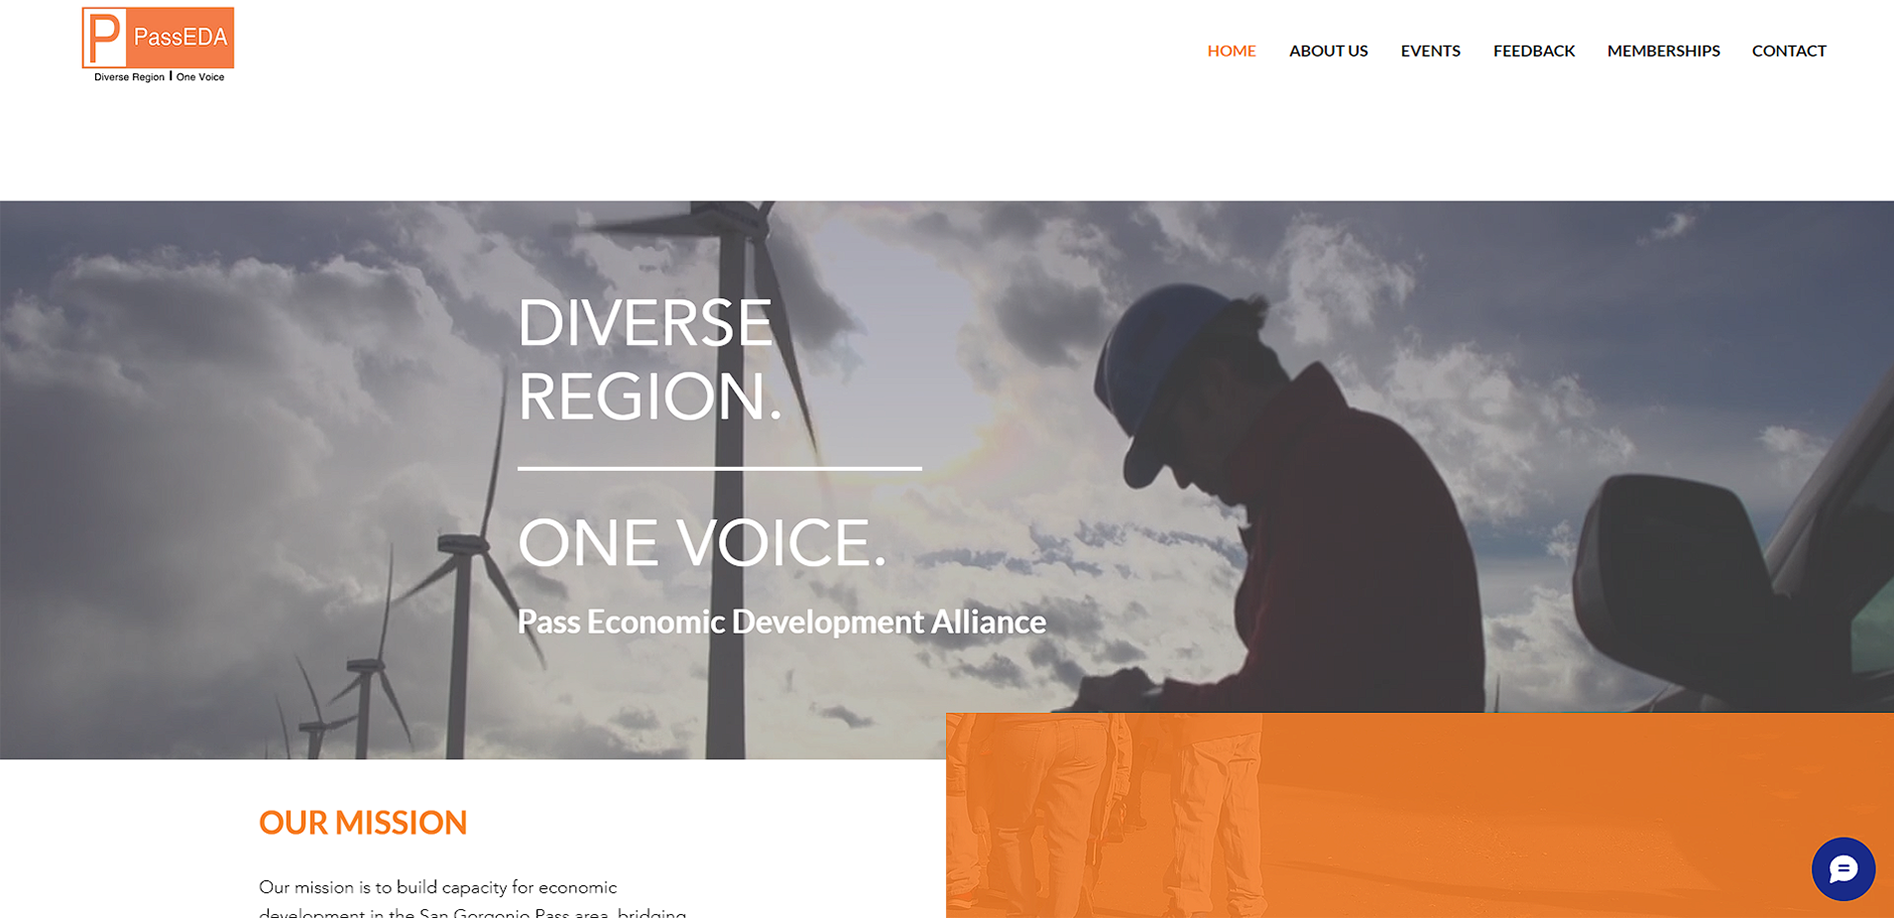 P PassEDA
Diverse Region | One Voice
HOME ABOUT US EVENTS FEEDBACK MEMBERSHIPS CONTACT
DIVERSE
REGION.
ONE VOICE.
Pass Economic Development Alliance
OUR MISSION
Our mission is to build capacity for economic
development in the San Gorgonio Pass area, bridging